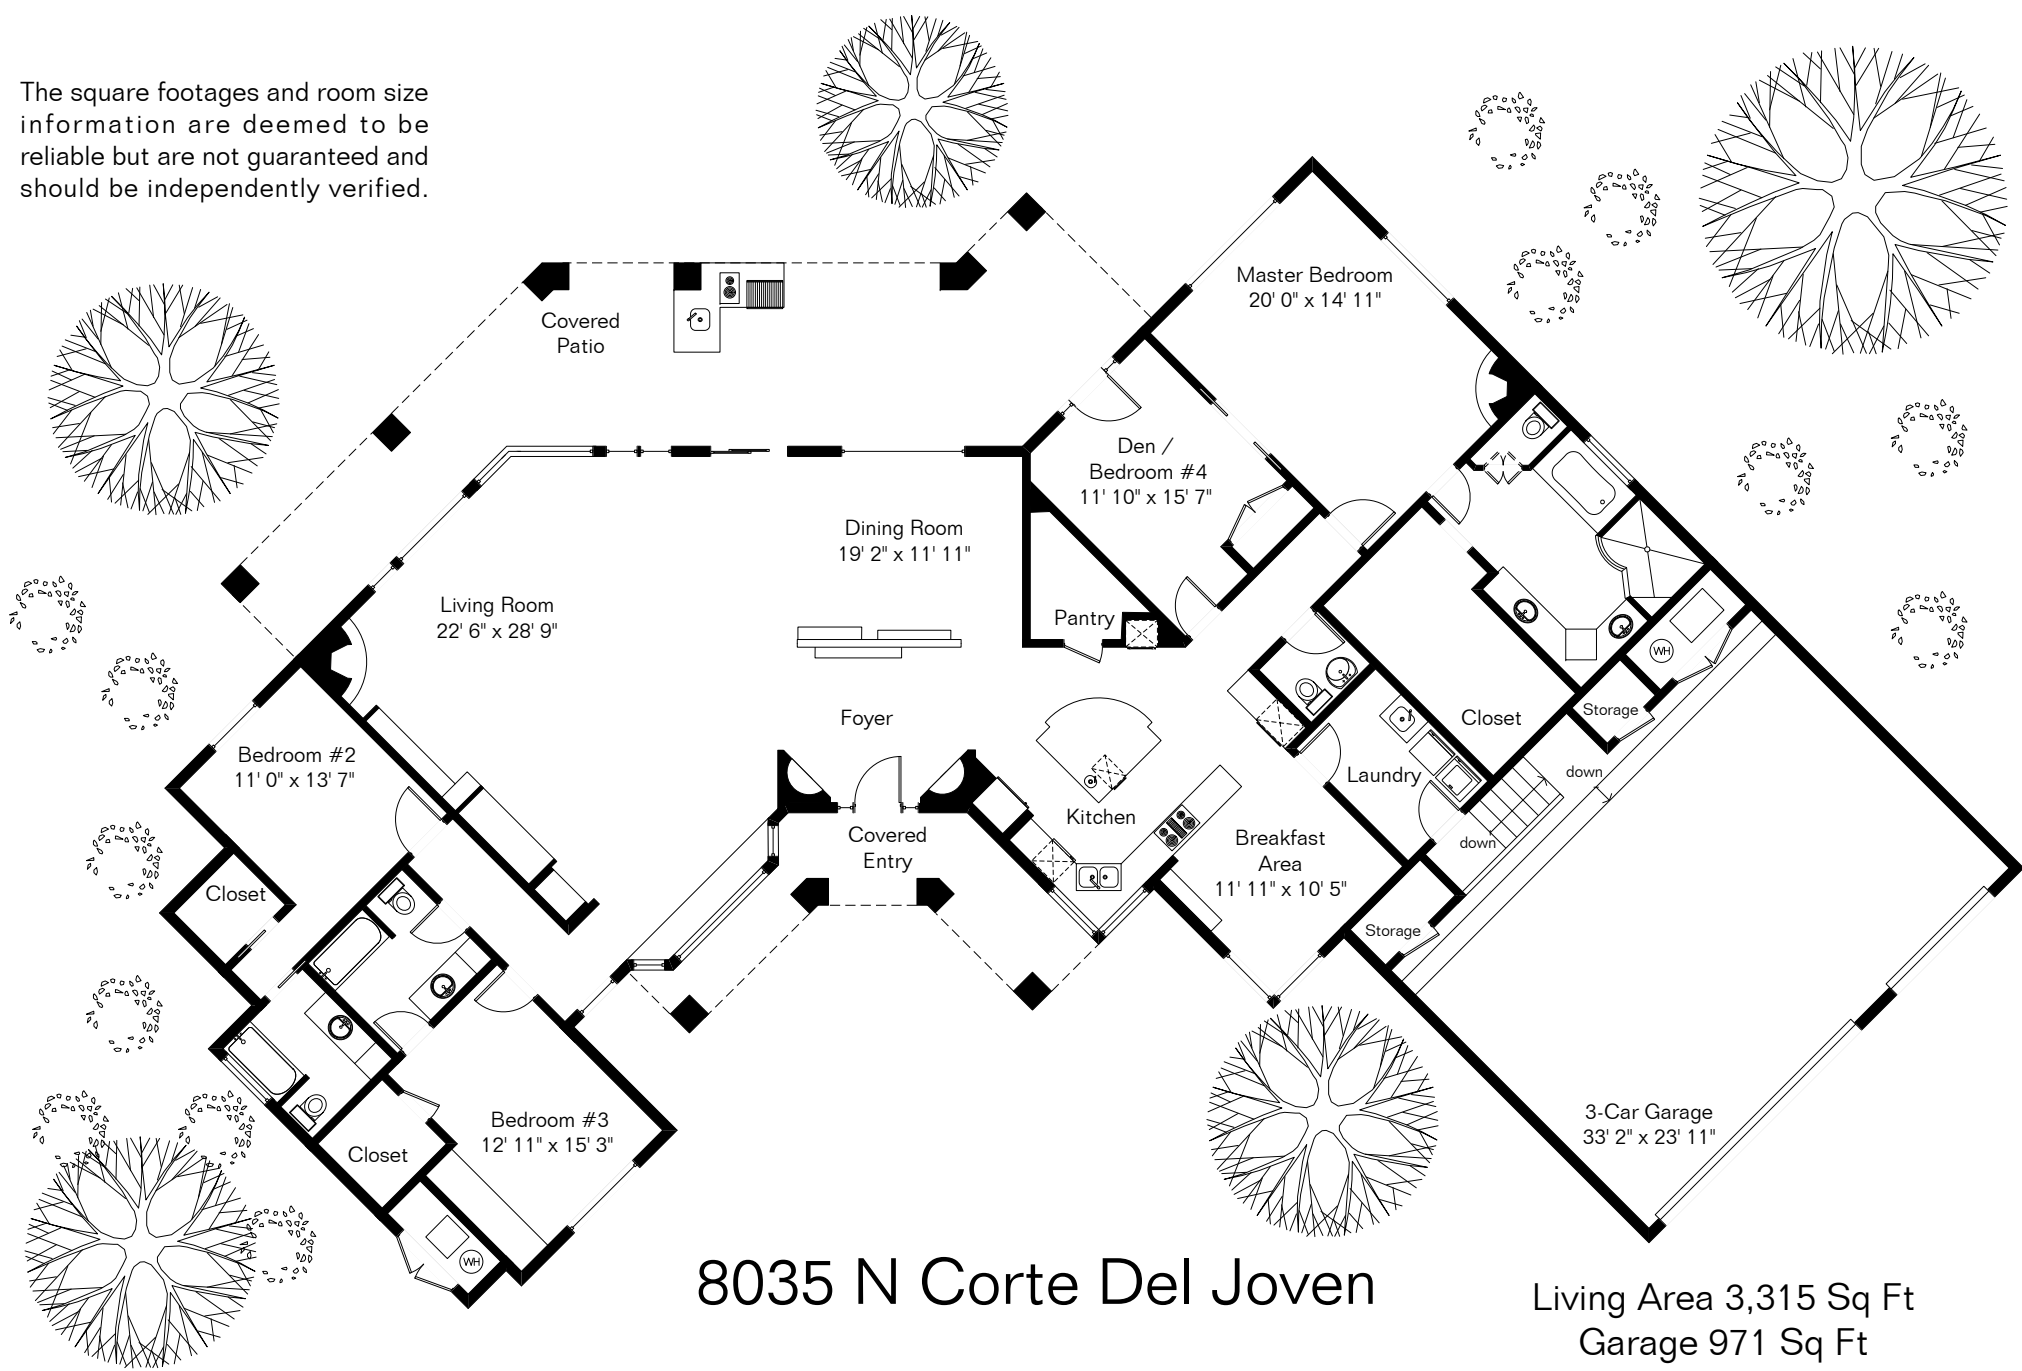 The square footages and room size
information are deemed to be
reliable but are not guaranteed and
should be independently verified.
Master Bedroom
20' 0" x 14' 11"
Covered
Patio
Den /
Bedroom #4
11' 10" x 15' 7"
Dining Room
19' 2" x 11' 11"
Living Room
22' 6" x 28' 9"
Pantry
WH
Storage
Foyer
Closet
Bedroom #2
11' 0" x 13' 7"
down
Laundry
Kitchen
Covered
Entry
Breakfast
Area
11' 11" x 10' 5"
down
Closet
Storage
3-Car Garage
33' 2" x 23' 11"
Bedroom #3
12' 11" x 15' 3"
Closet
WH
8035 N Corte Del Joven
Living Area 3,315 Sq Ft
Garage 971 Sq Ft